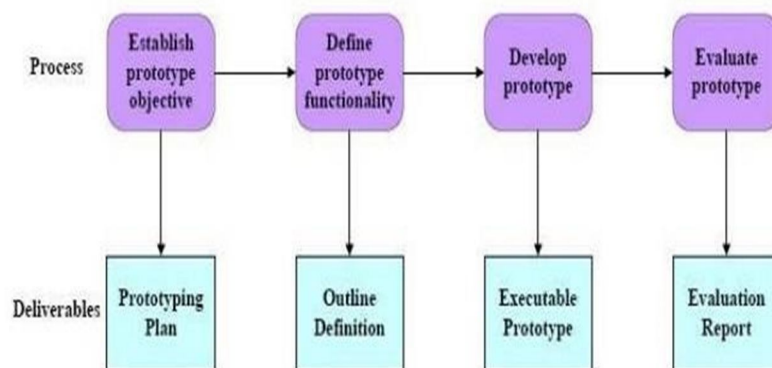 Process
Establish
prototype
objective
Define
prototype
functionality
Develop
prototype
Evaluate
prototype
Deliverables
Prototyping
Plan
Outline
Definition
Executable
Prototype
Evaluation
Report